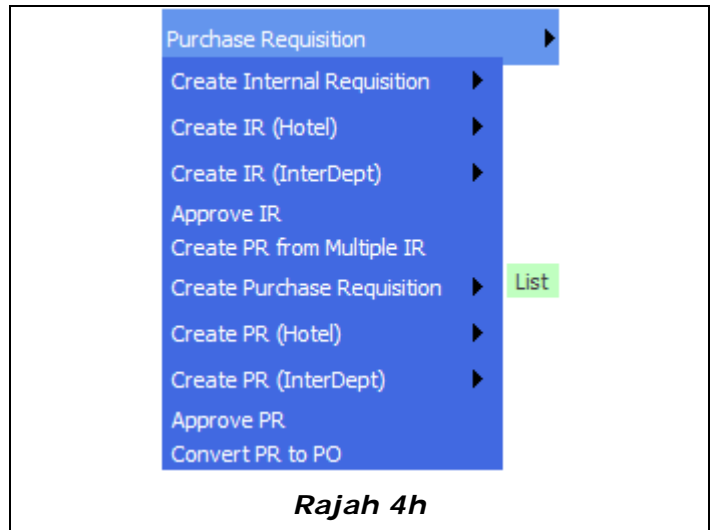 Purchase Requisition
Create Internal Requisition
Create IR (Hotel)
Create IR (InterDept)
Approve IR
Create PR from Multiple IR
Create Purchase Requisition
List
Create PR (Hotel)
Create PR (InterDept)
Approve PR
Convert PR to PO
Rajah 4h